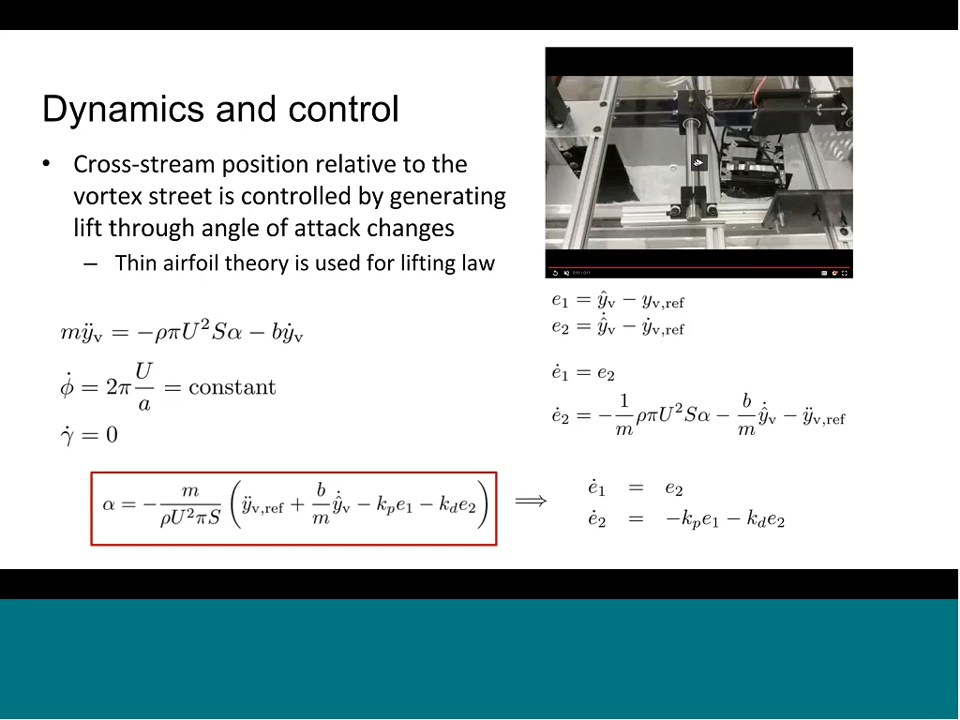 Dynamics and control
• Cross-stream position relative to the
vortex street is controlled by generating
lift through angle of attack changes
– Thin airfoil theory is used for lifting law
mÿ_v = −ρπU²Sα − bẏ_v
ϕ̇ = 2π U/a = constant
γ̇ = 0
α = − m/(ρU²πS) (ÿ_v,ref + b/m ŷ̇_v − k_p e₁ − k_d e₂) ⟹
e₁ = ŷ_v − y_v,ref
e₂ = ŷ̇_v − ẏ_v,ref
ė₁ = e₂
ė₂ = − 1/m ρπU²Sα − b/m ŷ̇_v − ÿ_v,ref
ė₁ = e₂
ė₂ = −k_p e₁ − k_d e₂